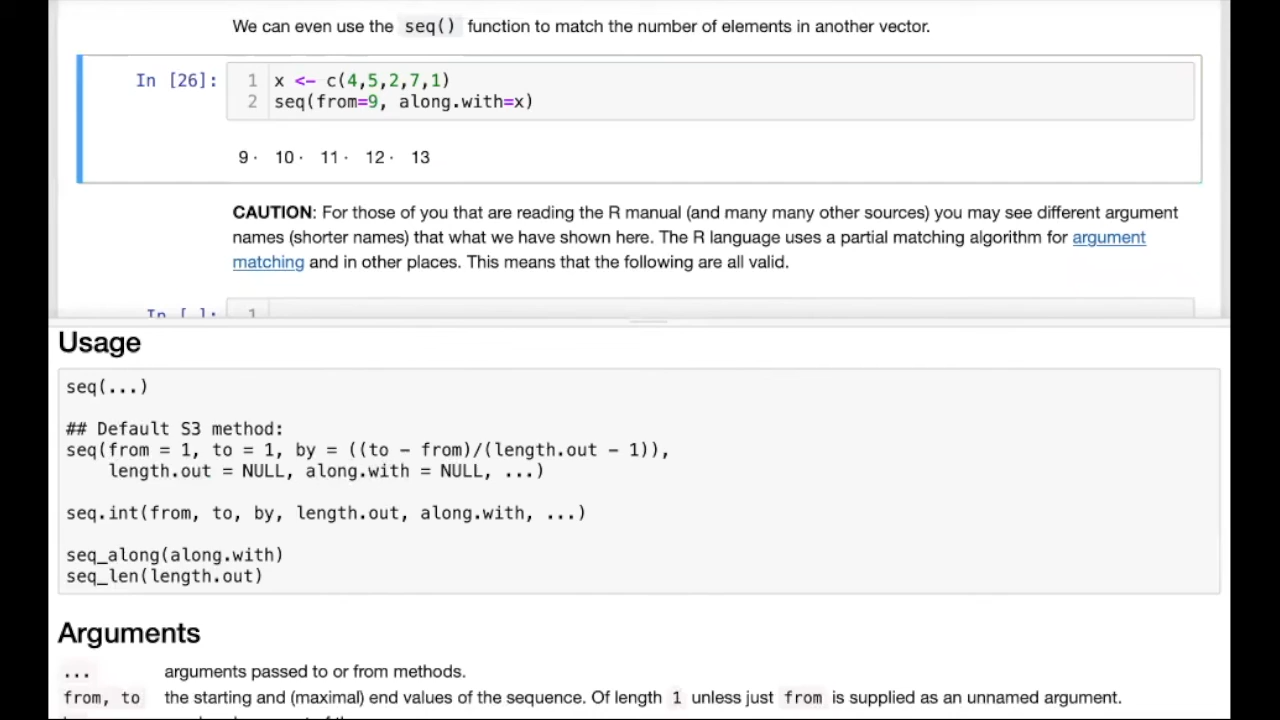 We can even use the seq() function to match the number of elements in another vector.
In [26]:
1 x <- c(4,5,2,7,1)
2 seq(from=9, along.with=x)
9 · 10 · 11 · 12 · 13
CAUTION: For those of you that are reading the R manual (and many many other sources) you may see different argument
names (shorter names) that what we have shown here. The R language uses a partial matching algorithm for argument
matching and in other places. This means that the following are all valid.
In [ ]: 1
Usage
seq(...)
## Default S3 method:
seq(from = 1, to = 1, by = ((to - from)/(length.out - 1)),
length.out = NULL, along.with = NULL, ...)
seq.int(from, to, by, length.out, along.with, ...)
seq_along(along.with)
seq_len(length.out)
Arguments
... arguments passed to or from methods.
from, to the starting and (maximal) end values of the sequence. Of length 1 unless just from is supplied as an unnamed argument.